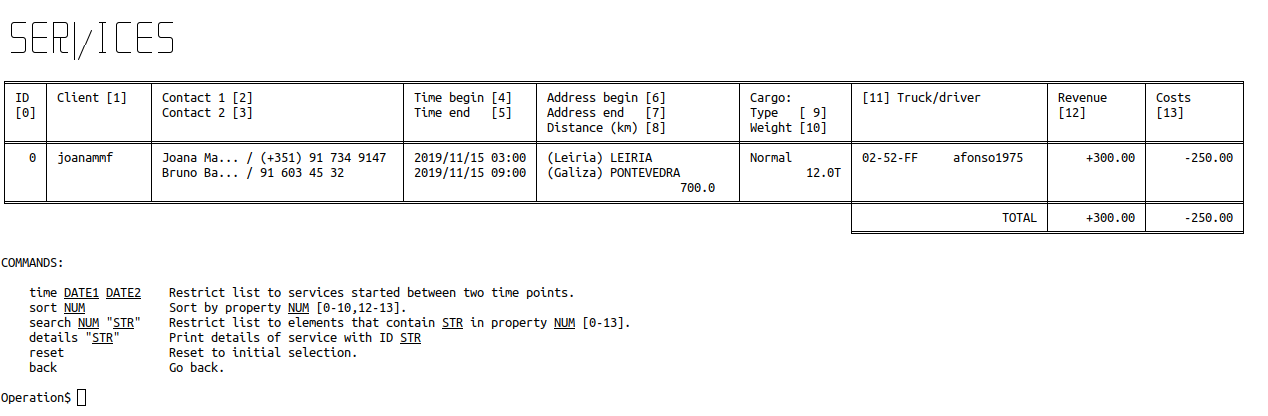 SERVICES
ID Client [1] Contact 1 [2] Time begin [4] Address begin [6] Cargo: [11] Truck/driver Revenue Costs
[0] Contact 2 [3] Time end [5] Address end [7] Type [ 9] [12] [13]
Distance (km) [8] Weight [10]
0 joanammf Joana Ma... / (+351) 91 734 9147 2019/11/15 03:00 (Leiria) LEIRIA Normal 02-52-FF afonso1975 +300.00 -250.00
Bruno Ba... / 91 603 45 32 2019/11/15 09:00 (Galiza) PONTEVEDRA 12.0T
700.0
TOTAL +300.00 -250.00
COMMANDS:
time DATE1 DATE2 Restrict list to services started between two time points.
sort NUM Sort by property NUM [0-10,12-13].
search NUM "STR" Restrict list to elements that contain STR in property NUM [0-13].
details "STR" Print details of service with ID STR
reset Reset to initial selection.
back Go back.
Operation$